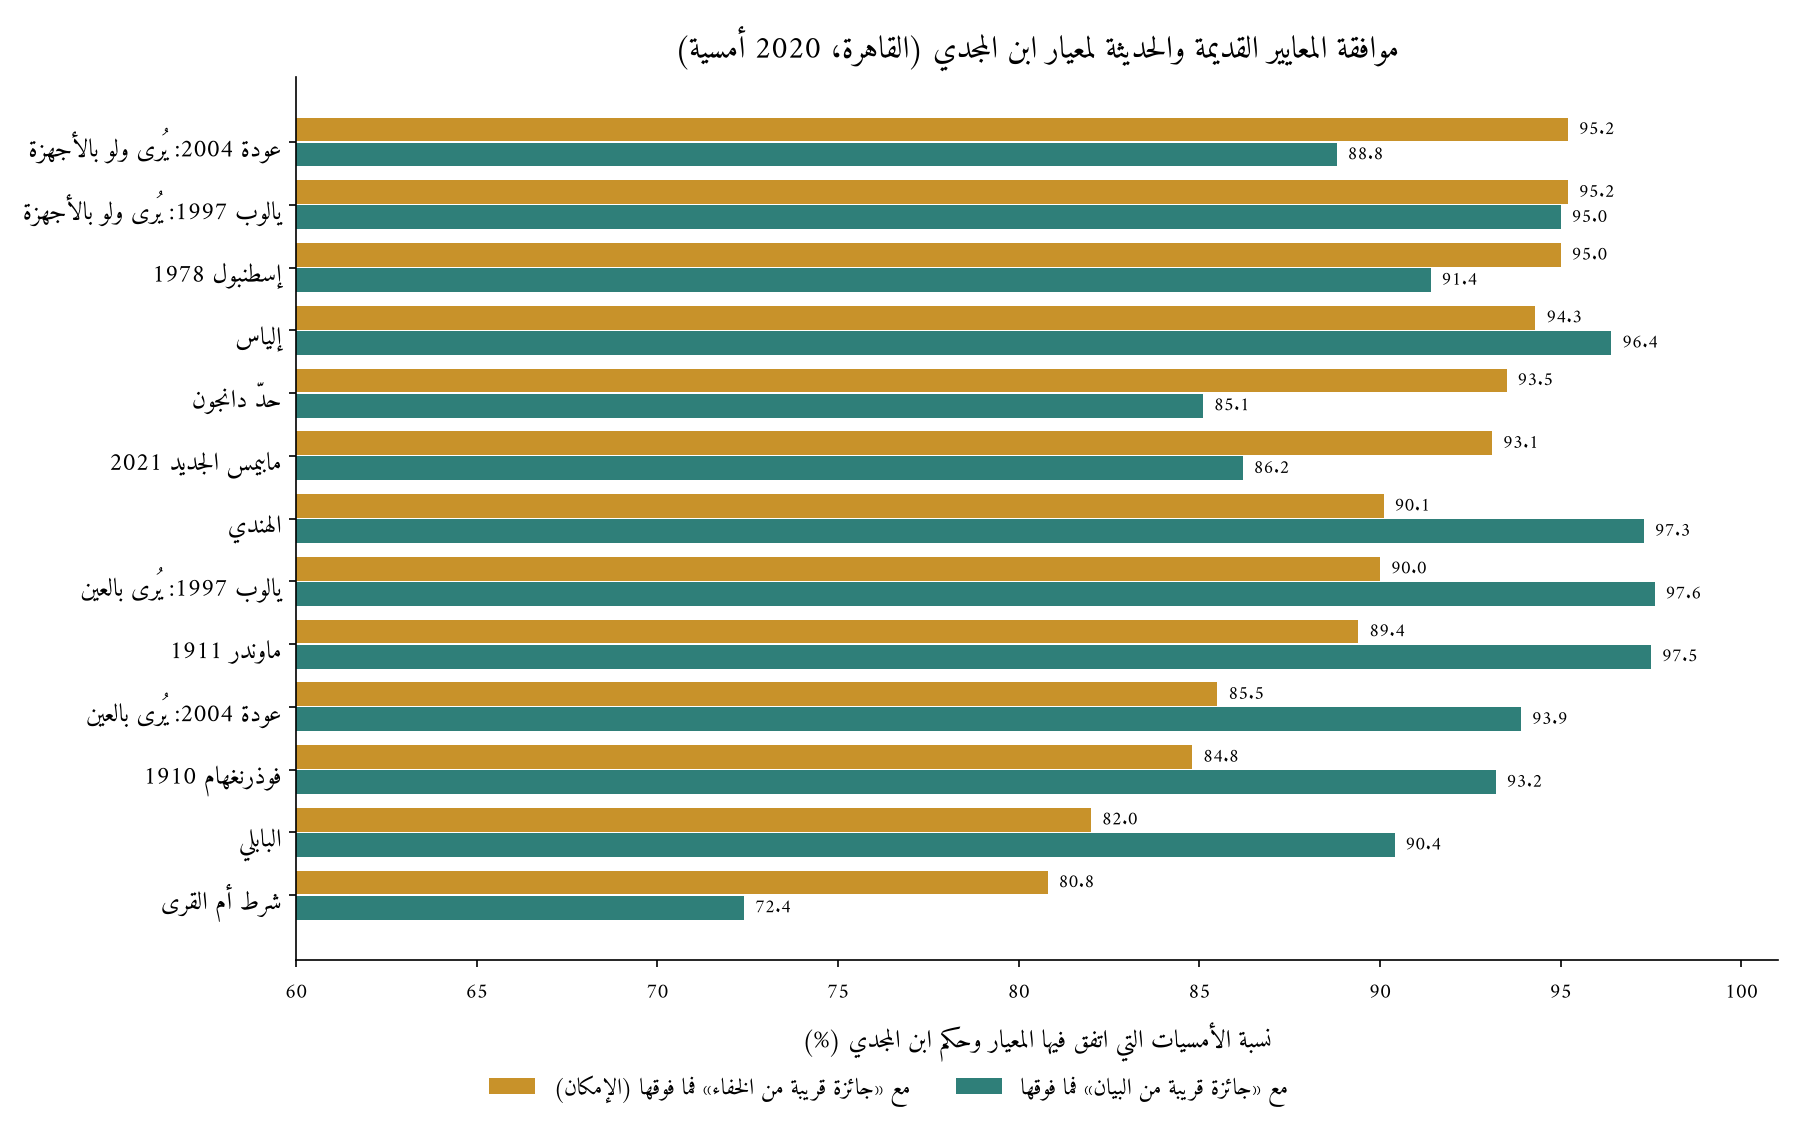 موافقة المعايير القديمة والحديثة لمعيار ابن المجدي (القاهرة، 2020 أمسية)
عودة 2004: يُرى ولو بالأجهزة
95.2
88.8
يالوب 1997: يُرى ولو بالأجهزة
95.2
95.0
إسطنبول 1978
95.0
91.4
إلياس
94.3
96.4
حدّ دانجون
93.5
85.1
مابيمس الجديد 2021
93.1
86.2
الهندي
90.1
97.3
يالوب 1997: يُرى بالعين
90.0
97.6
ماوندر 1911
89.4
97.5
عودة 2004: يُرى بالعين
85.5
93.9
فوذرنغهام 1910
84.8
93.2
البابلي
82.0
90.4
شرط أم القرى
80.8
72.4
60 65 70 75 80 85 90 95 100
نسبة الأمسيات التي اتفق فيها المعيار وحكم ابن المجدي (%)
مع «جائزة قريبة من البيان» فما فوقها
مع «جائزة قريبة من الخفاء» فما فوقها (الإمكان)